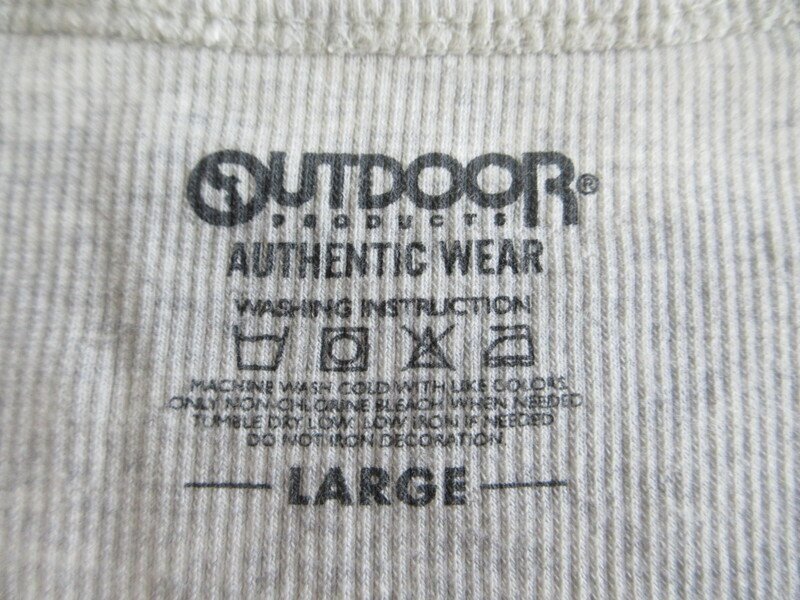 OUTDOOR®
PRODUCTS
AUTHENTIC WEAR
WASHING INSTRUCTION
MACHINE WASH COLD WITH LIKE COLORS.
ONLY NON-CHLORINE BLEACH WHEN NEEDED
TUMBLE DRY LOW. LOW IRON IF NEEDED
DO NOT IRON DECORATION
LARGE